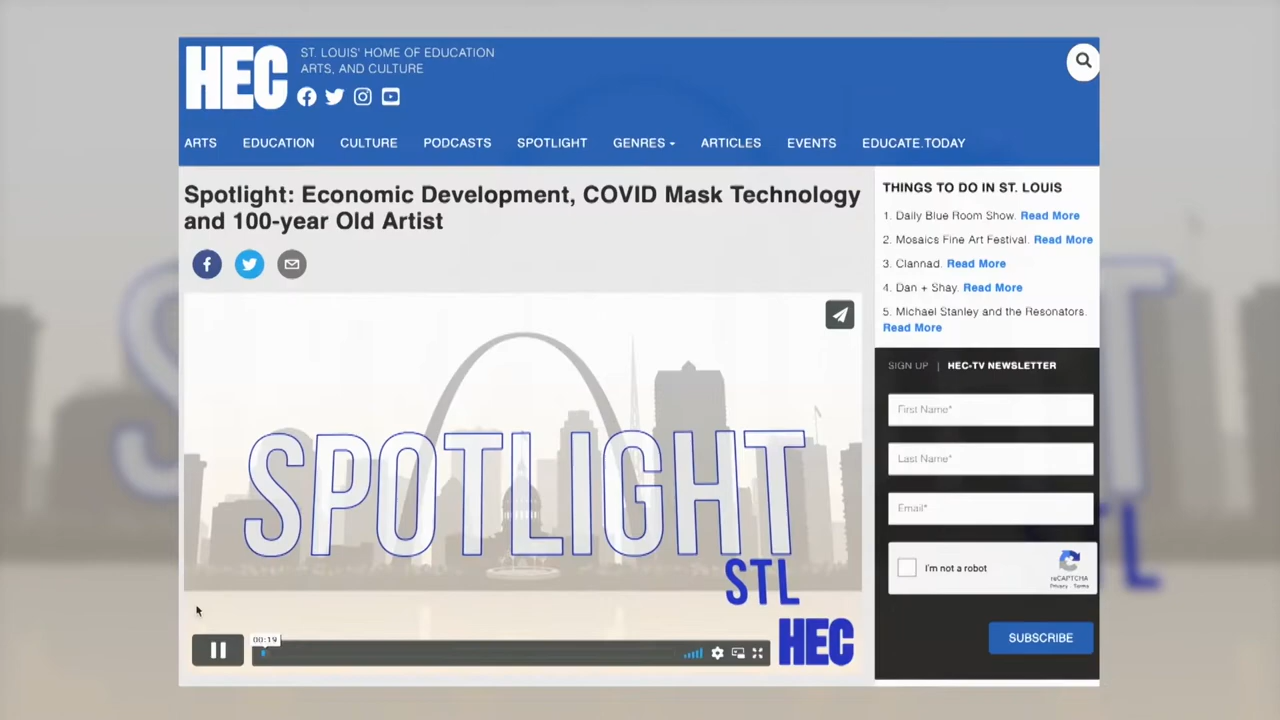 HEC
ST. LOUIS' HOME OF EDUCATION
ARTS, AND CULTURE
ARTS
EDUCATION
CULTURE
PODCASTS
SPOTLIGHT
GENRES
ARTICLES
EVENTS
EDUCATE.TODAY
Spotlight: Economic Development, COVID Mask Technology
and 100-year Old Artist
SPOTLIGHT
STL
HEC
00:19
THINGS TO DO IN ST. LOUIS
1. Daily Blue Room Show. Read More
2. Mosaics Fine Art Festival. Read More
3. Clannad. Read More
4. Dan + Shay. Read More
5. Michael Stanley and the Resonators.
Read More
SIGN UP | HEC-TV NEWSLETTER
First Name*
Last Name*
Email*
I'm not a robot
reCAPTCHA
Privacy - Terms
SUBSCRIBE